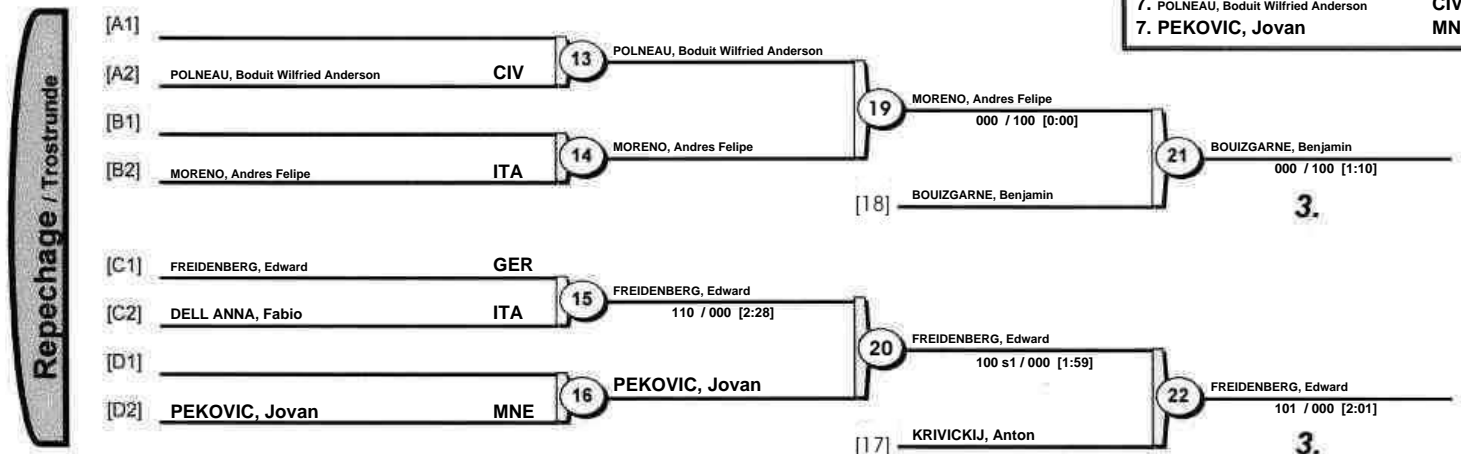 7. POLNEAU, Boduit Wilfried Anderson CIV
7. PEKOVIC, Jovan MN
Repechage / Trostrunde
[A1]
[A2] POLNEAU, Boduit Wilfried Anderson CIV
13
POLNEAU, Boduit Wilfried Anderson
[B1]
[B2] MORENO, Andres Felipe ITA
14
MORENO, Andres Felipe
19
MORENO, Andres Felipe
000 / 100 [0:00]
[18] BOUIZGARNE, Benjamin
21
BOUIZGARNE, Benjamin
000 / 100 [1:10]
3.
[C1] FREIDENBERG, Edward GER
[C2] DELL ANNA, Fabio ITA
15
FREIDENBERG, Edward
110 / 000 [2:28]
[D1]
[D2] PEKOVIC, Jovan MNE
16
PEKOVIC, Jovan
20
FREIDENBERG, Edward
100 s1 / 000 [1:59]
[17] KRIVICKIJ, Anton
22
FREIDENBERG, Edward
101 / 000 [2:01]
3.